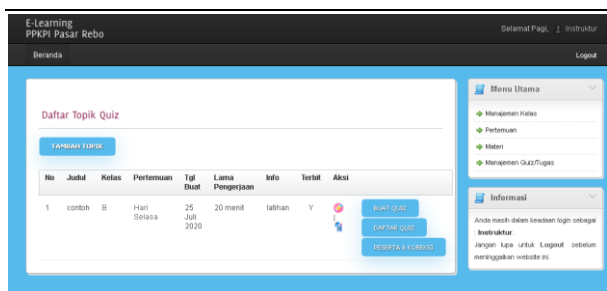 E-Learning
PPKPI Pasar Rebo
Selamat Pagi, Instruktur
Beranda
Logout
Daftar Topik Quiz
TAMBAH TOPIK
No Judul Kelas Pertemuan Tgl Buat Lama Pengerjaan Info Terbit Aksi
1 contoh B Hari Selasa 25 Juli 2020 20 menit latihan Y |
BUAT QUIZ
DAFTAR QUIZ
PESERTA & KOREKSI
Menu Utama
Manajemen Kelas
Pertemuan
Materi
Manajemen Quiz/Tugas
Informasi
Anda masih dalam keadaan login sebagai
: Instruktur.
Jangan lupa untuk Logout sebelum
meninggalkan website ini.